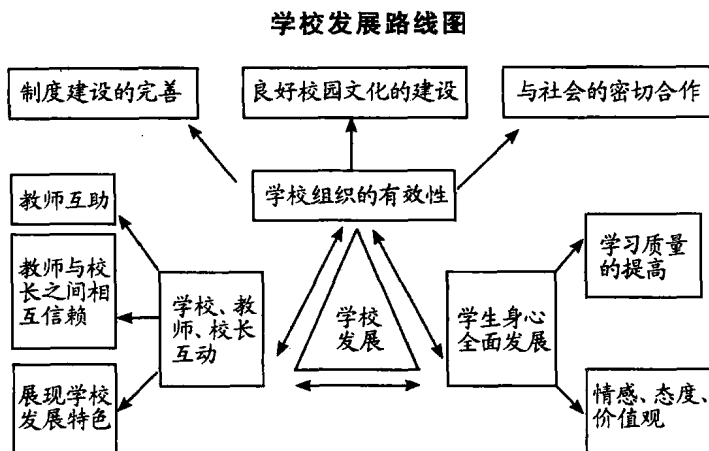 学校发展路线图
制度建设的完善
良好校园文化的建设
与社会的密切合作
学校组织的有效性
教师互助
教师与校
长之间相
互信赖
展现学校
发展特色
学校、教
师、校长
互动
学校
发展
学生身心
全面发展
学习质量
的提高
情感、态度、
价值观